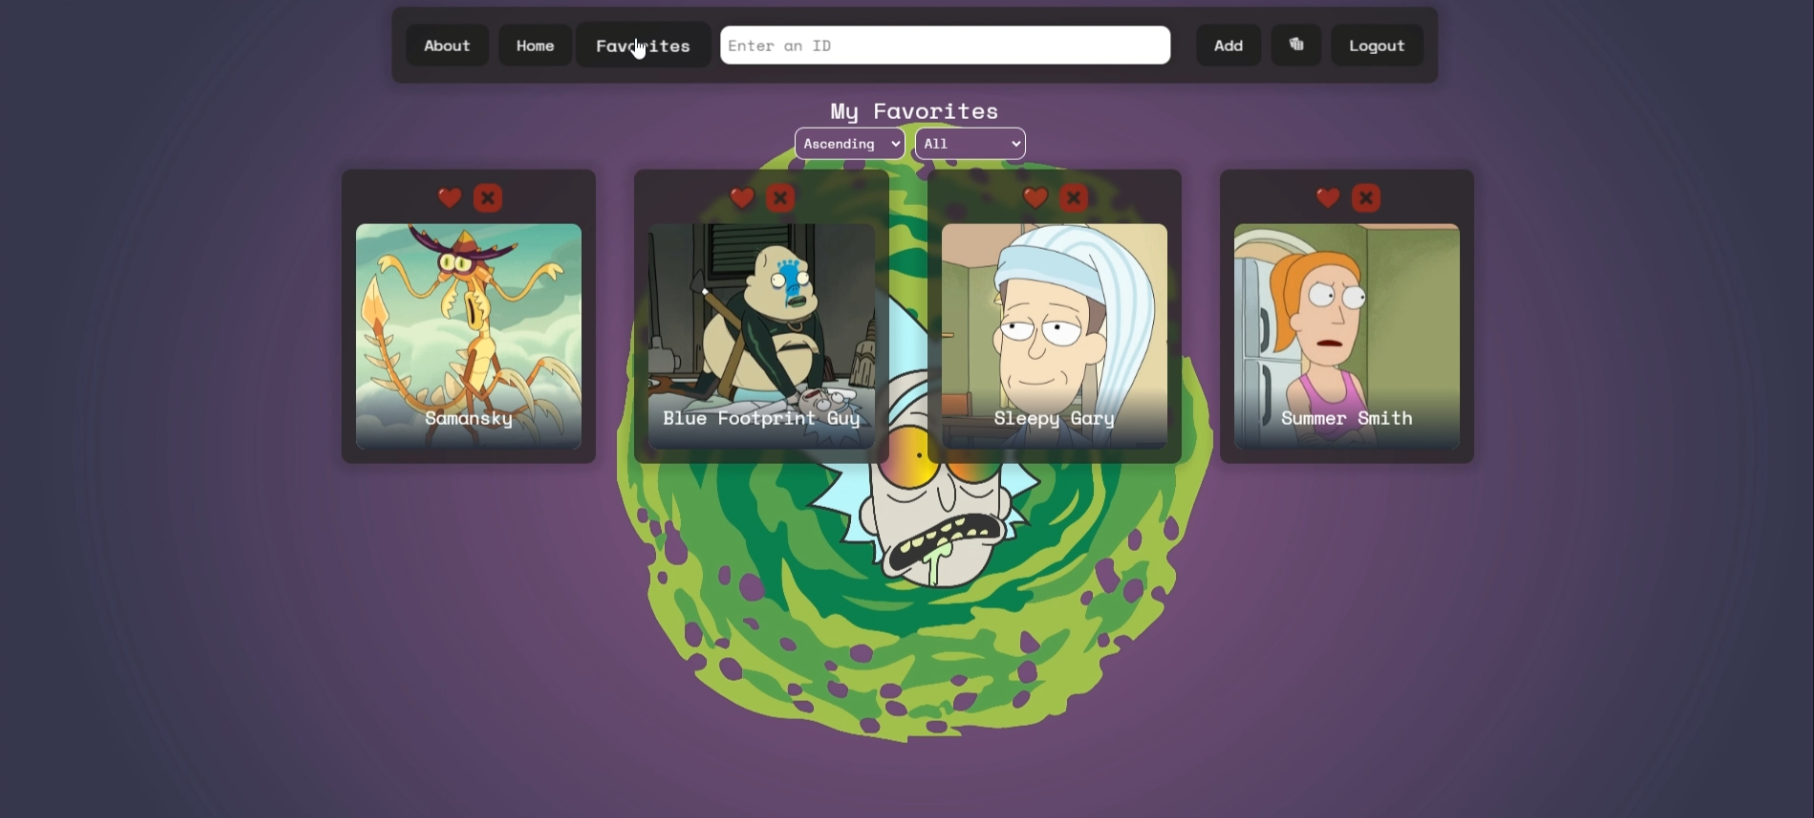 About Home Favorites Enter an ID Add Logout
My Favorites
Ascending All
Samansky Blue Footprint Guy Sleepy Gary Summer Smith